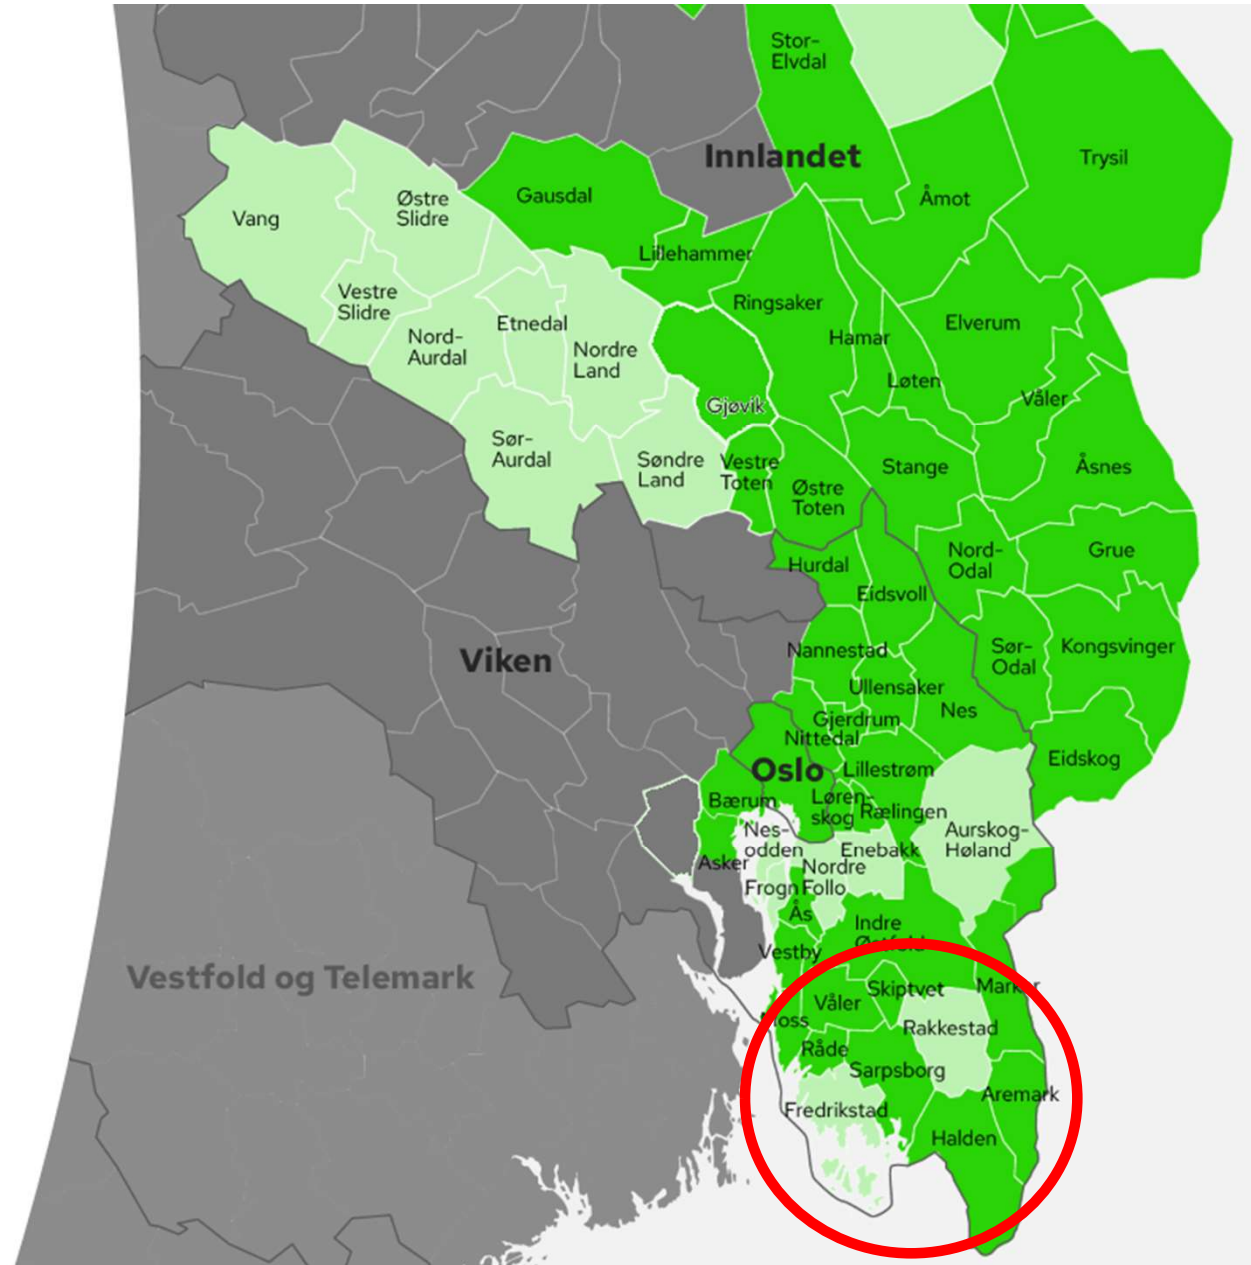 Stor-
Elvdal
Innlandet
Trysil
Gausdal
Østre
Slidre
Åmot
Vang
Lillehammer
Vestre
Slidre
Ringsaker
Etnedal
Elverum
Nord-
Aurdal
Hamar
Nordre
Land
Løten
Våler
Gjøvik
Sør-
Aurdal
Søndre
Land
Vestre
Toten
Stange
Åsnes
Østre
Toten
Nord-
Odal
Grue
Hurdal
Eidsvoll
Nannestad
Sør-
Odal
Kongsvinger
Viken
Ullensaker
Nes
Gjerdrum
Nittedal
Eidskog
Oslo
Lillestrøm
Bærum
Løren-
skog
Rælingen
Nes-
odden
Enebakk
Aurskog-
Høland
Asker
Nordre
Follo
Frogn
Ås
Indre
Østfold
Vestby
Vestfold og Telemark
Skiptvet
Marker
Våler
Moss
Rakkestad
Råde
Sarpsborg
Aremark
Fredrikstad
Halden